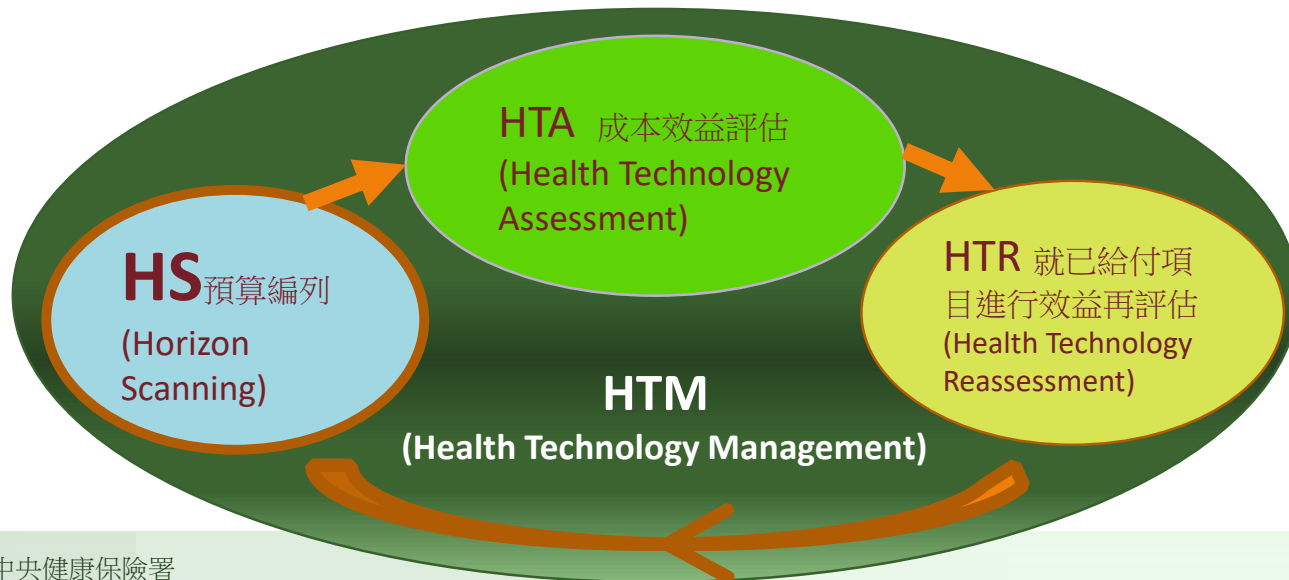 HTA 成本效益評估
(Health Technology
Assessment)
HS預算編列
(Horizon
Scanning)
HTR 就已給付項
目進行效益再評估
(Health Technology
Reassessment)
HTM
(Health Technology Management)
中央健康保險署